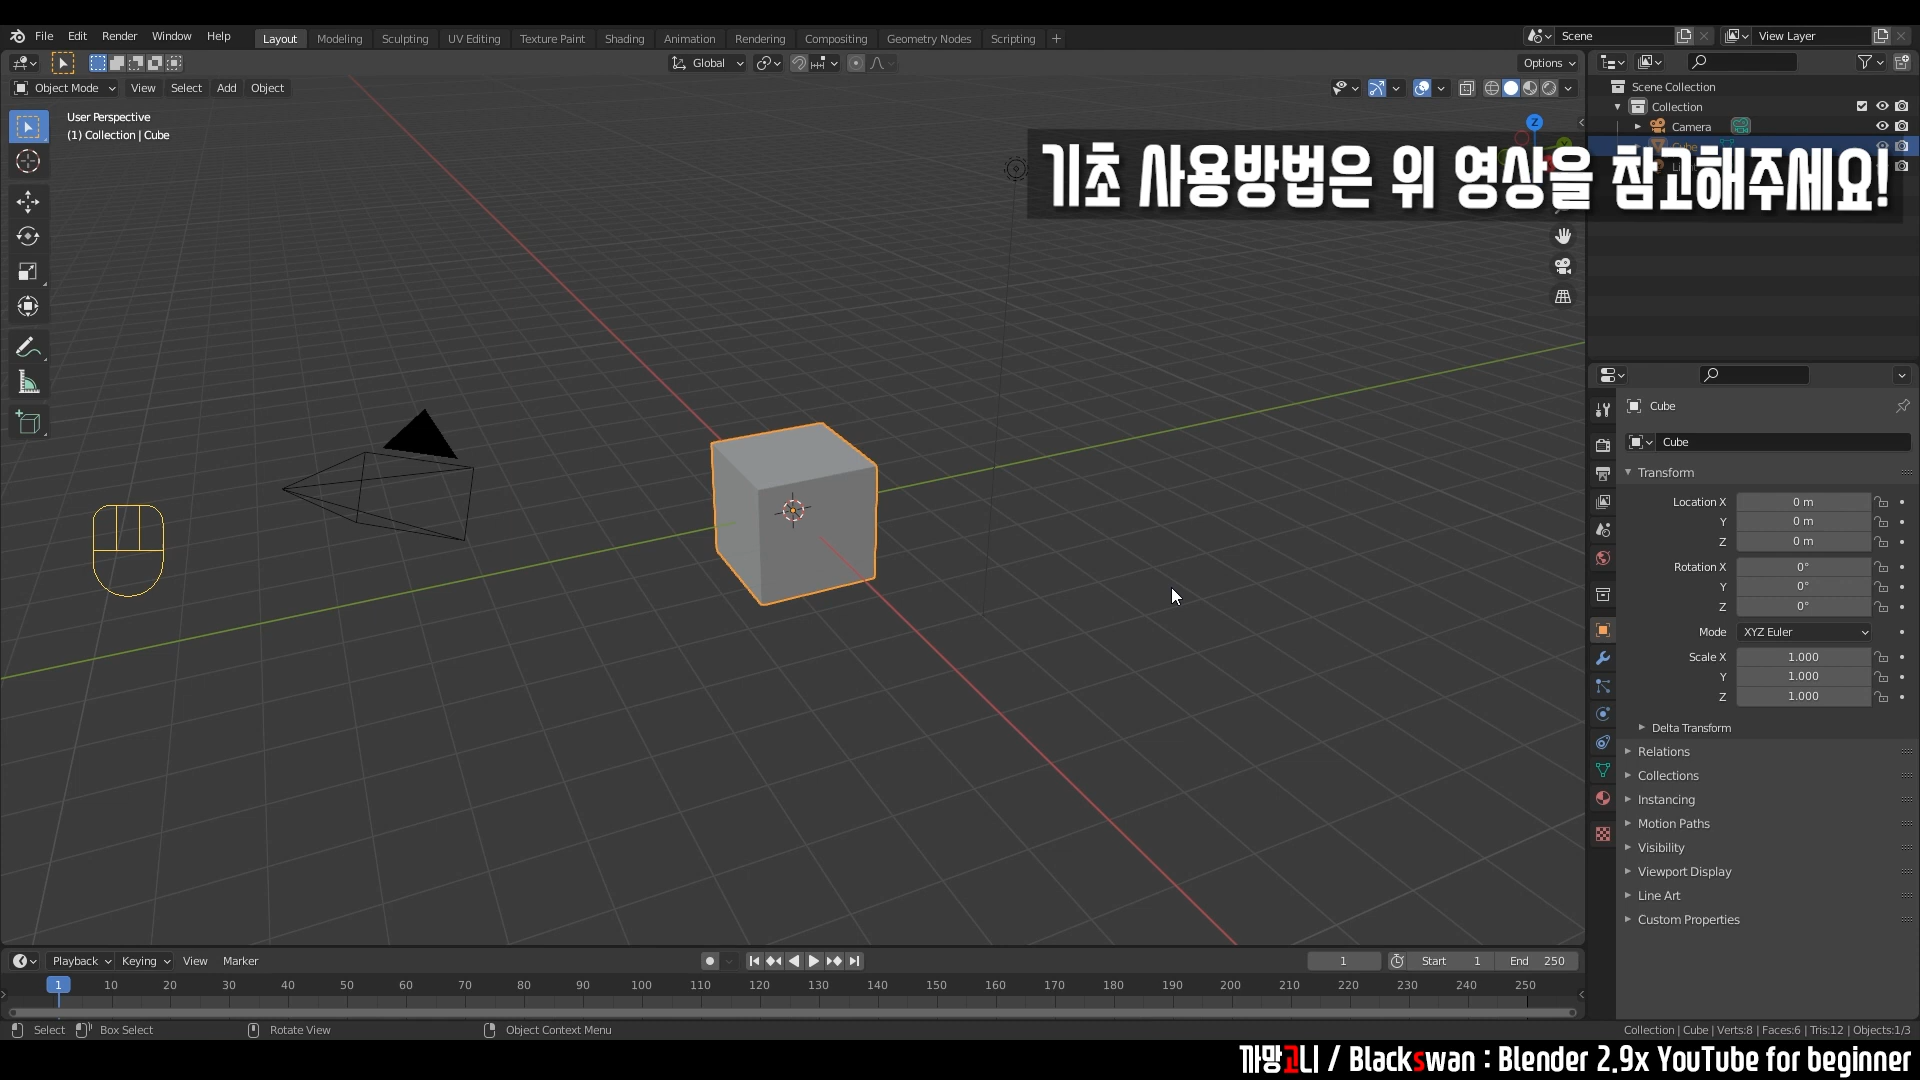 File Edit Render Window Help Layout Modeling Sculpting UV Editing Texture Paint Shading Animation Rendering Compositing Geometry Nodes Scripting + Scene View Layer
Global Options
Object Mode View Select Add Object
User Perspective
(1) Collection | Cube
Z
기초 사용방법은 위 영상을 참고해주세요!
Scene Collection
Collection
Camera
Cube
Cube
Cube
Transform
Location X 0 m
Y 0 m
Z 0 m
Rotation X 0°
Y 0°
Z 0°
Mode XYZ Euler
Scale X 1.000
Y 1.000
Z 1.000
Delta Transform
Relations
Collections
Instancing
Motion Paths
Visibility
Viewport Display
Line Art
Custom Properties
Playback Keying View Marker 1 Start 1 End 250
1 10 20 30 40 50 60 70 80 90 100 110 120 130 140 150 160 170 180 190 200 210 220 230 240 250
Select Box Select Rotate View Object Context Menu Collection | Cube | Verts:8 | Faces:6 | Tris:12 | Objects:1/3
까망고니 / Blackswan : Blender 2.9x YouTube for beginner